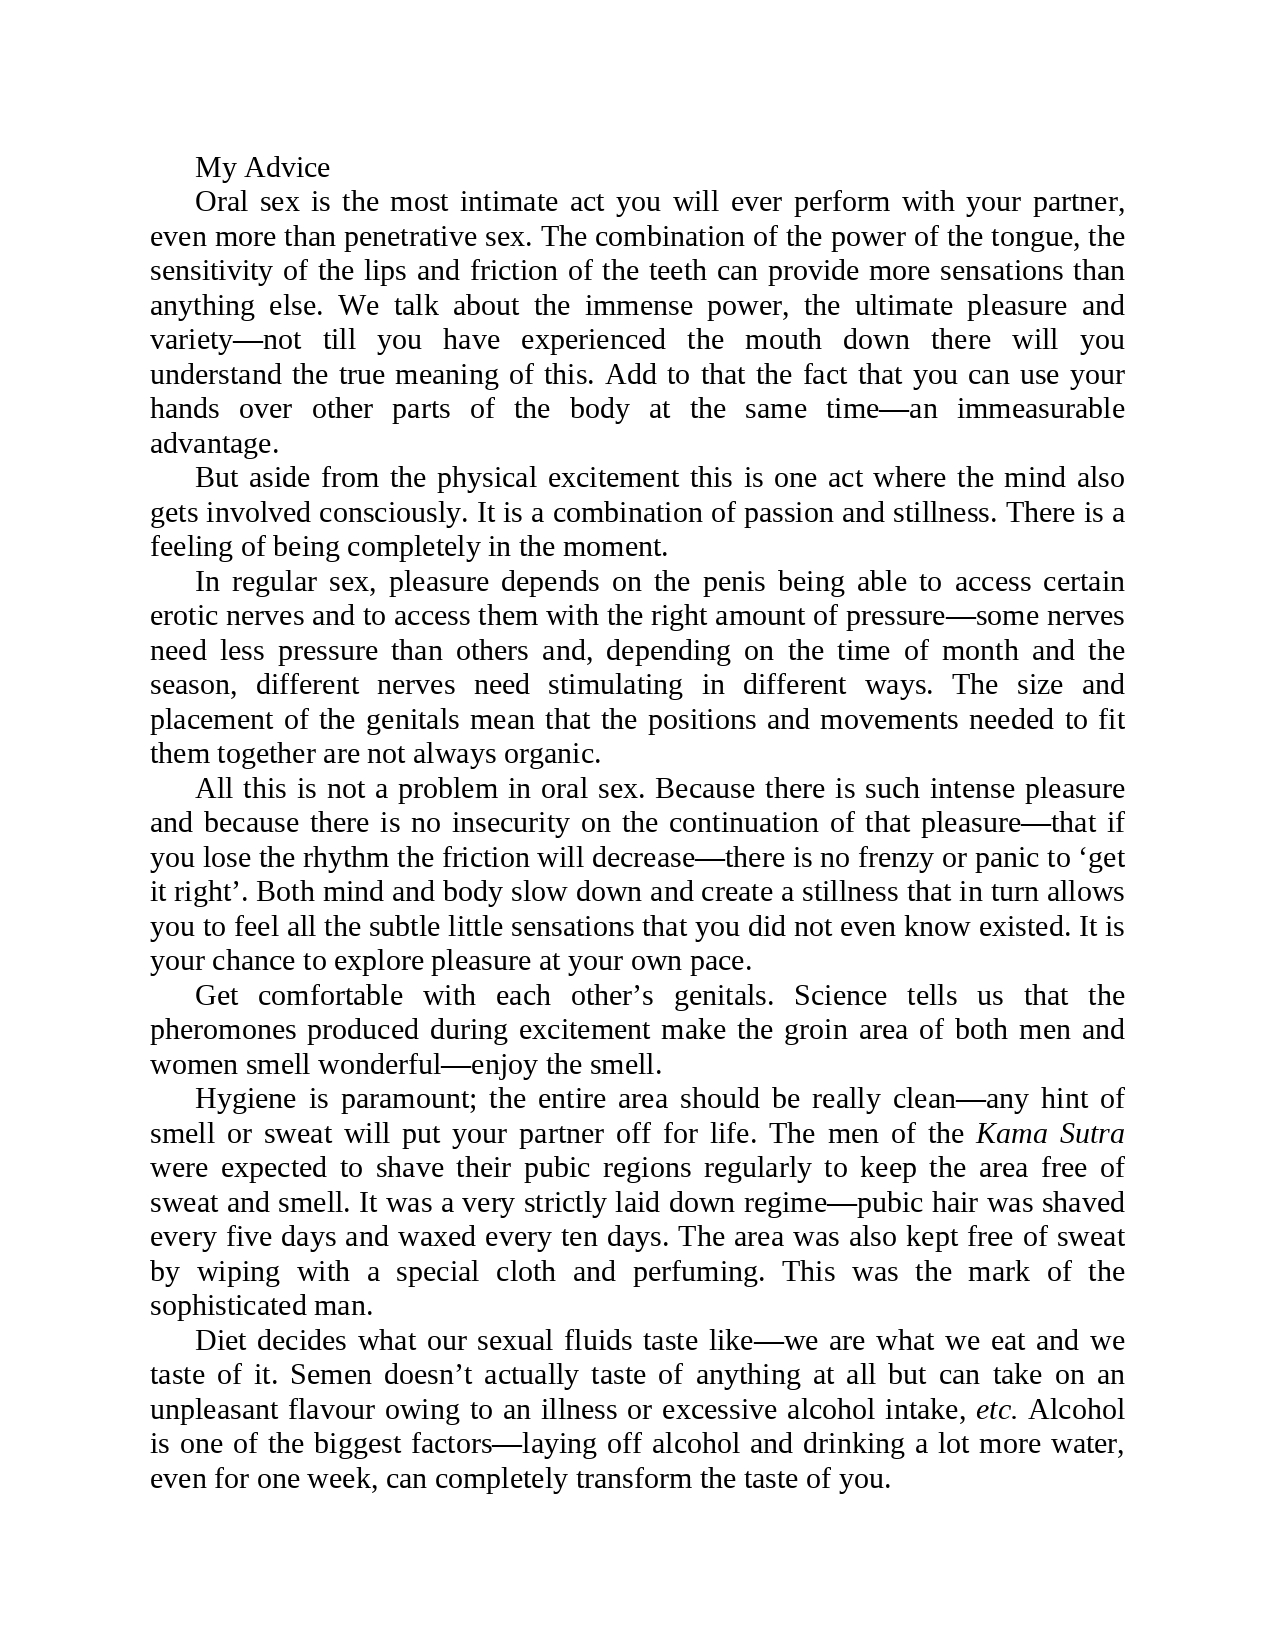 My Advice
Oral sex is the most intimate act you will ever perform with your partner,
even more than penetrative sex. The combination of the power of the tongue, the
sensitivity of the lips and friction of the teeth can provide more sensations than
anything else. We talk about the immense power, the ultimate pleasure and
variety—not till you have experienced the mouth down there will you
understand the true meaning of this. Add to that the fact that you can use your
hands over other parts of the body at the same time—an immeasurable
advantage.
But aside from the physical excitement this is one act where the mind also
gets involved consciously. It is a combination of passion and stillness. There is a
feeling of being completely in the moment.
In regular sex, pleasure depends on the penis being able to access certain
erotic nerves and to access them with the right amount of pressure—some nerves
need less pressure than others and, depending on the time of month and the
season, different nerves need stimulating in different ways. The size and
placement of the genitals mean that the positions and movements needed to fit
them together are not always organic.
All this is not a problem in oral sex. Because there is such intense pleasure
and because there is no insecurity on the continuation of that pleasure—that if
you lose the rhythm the friction will decrease—there is no frenzy or panic to ‘get
it right’. Both mind and body slow down and create a stillness that in turn allows
you to feel all the subtle little sensations that you did not even know existed. It is
your chance to explore pleasure at your own pace.
Get comfortable with each other’s genitals. Science tells us that the
pheromones produced during excitement make the groin area of both men and
women smell wonderful—enjoy the smell.
Hygiene is paramount; the entire area should be really clean—any hint of
smell or sweat will put your partner off for life. The men of the Kama Sutra
were expected to shave their pubic regions regularly to keep the area free of
sweat and smell. It was a very strictly laid down regime—pubic hair was shaved
every five days and waxed every ten days. The area was also kept free of sweat
by wiping with a special cloth and perfuming. This was the mark of the
sophisticated man.
Diet decides what our sexual fluids taste like—we are what we eat and we
taste of it. Semen doesn’t actually taste of anything at all but can take on an
unpleasant flavour owing to an illness or excessive alcohol intake, etc. Alcohol
is one of the biggest factors—laying off alcohol and drinking a lot more water,
even for one week, can completely transform the taste of you.